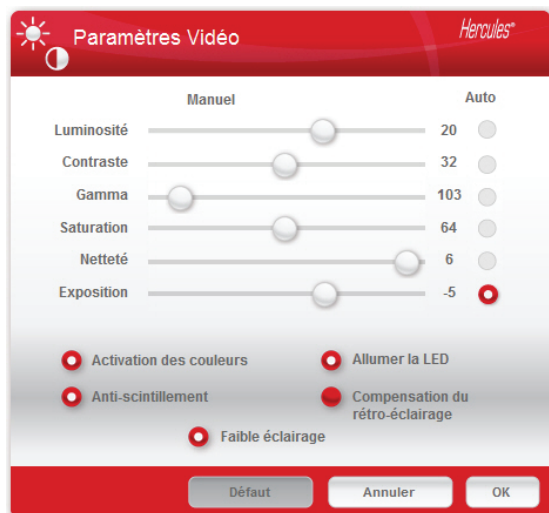 Paramètres Vidéo
Hercules®
Manuel
Auto
Luminosité 20
Contraste 32
Gamma 103
Saturation 64
Netteté 6
Exposition -5
Activation des couleurs
Allumer la LED
Anti-scintillement
Compensation du
rétro-éclairage
Faible éclairage
Défaut
Annuler
OK